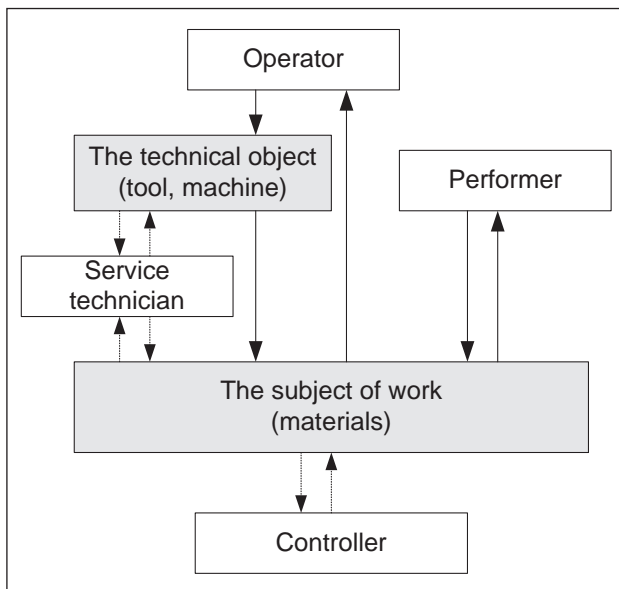 Operator
The technical object
(tool, machine)
Performer
Service
technician
The subject of work
(materials)
Controller